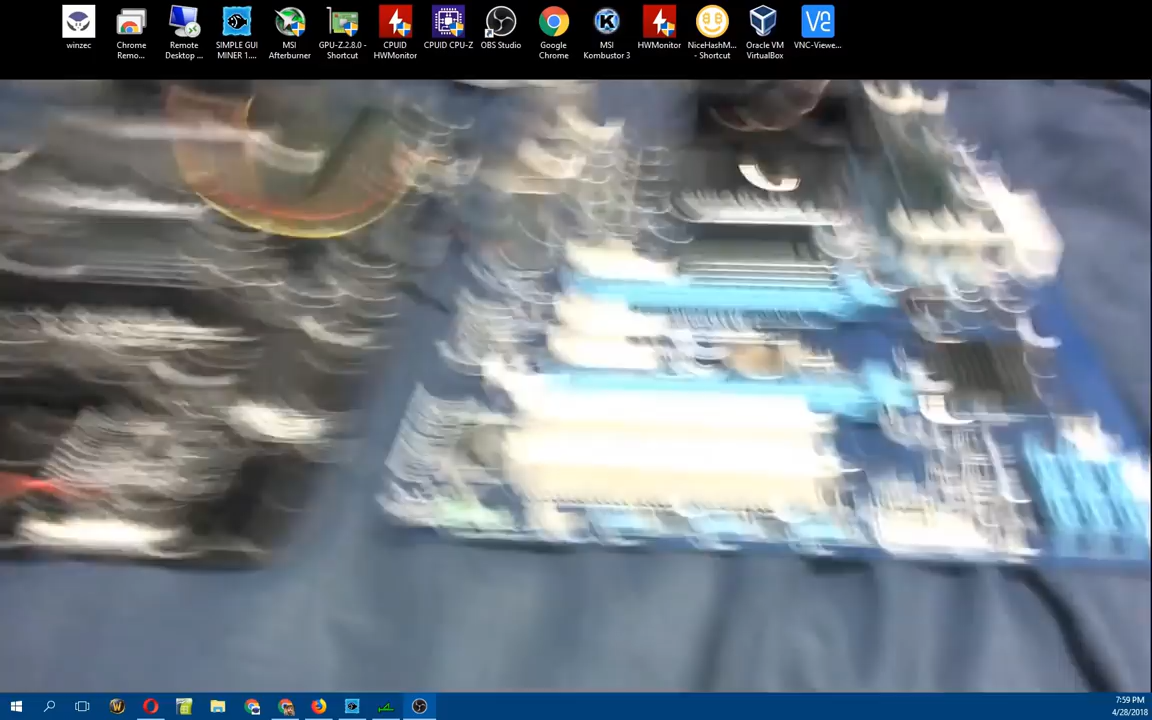 winzec
Chrome Remo...
Remote Desktop ...
SIMPLE GUI MINER 1....
MSI Afterburner
GPU-Z.2.8.0 - Shortcut
CPUID HWMonitor
CPUID CPU-Z
OBS Studio
Google Chrome
MSI Kombustor 3
HWMonitor
NiceHashM... - Shortcut
Oracle VM VirtualBox
VNC-Viewe...
7:59 PM
4/28/2018